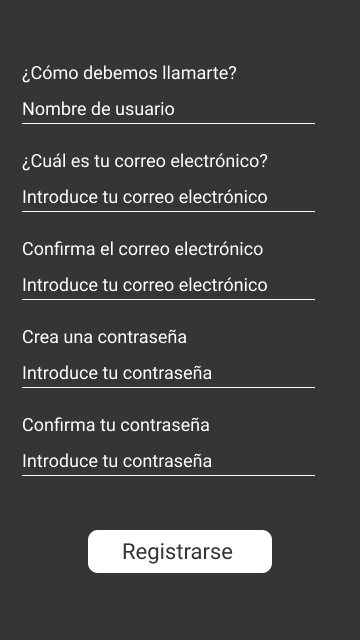 ¿Cómo debemos llamarte?
Nombre de usuario
¿Cuál es tu correo electrónico?
Introduce tu correo electrónico
Confirma el correo electrónico
Introduce tu correo electrónico
Crea una contraseña
Introduce tu contraseña
Confirma tu contraseña
Introduce tu contraseña
Registrarse